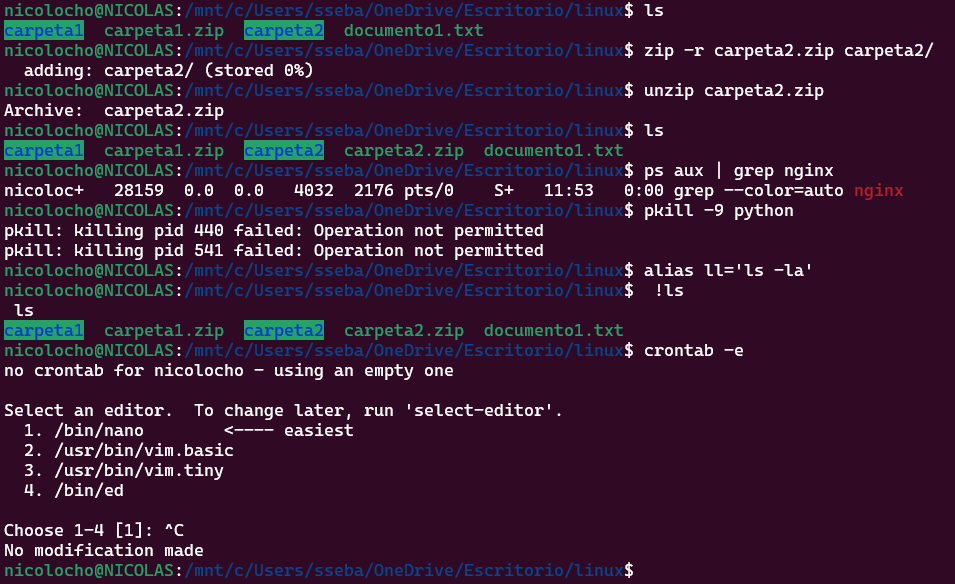 nicolocho@NICOLAS:/mnt/c/Users/sseba/OneDrive/Escritorio/linux$ ls
carpeta1  carpeta1.zip  carpeta2  documento1.txt
nicolocho@NICOLAS:/mnt/c/Users/sseba/OneDrive/Escritorio/linux$ zip -r carpeta2.zip carpeta2/
  adding: carpeta2/ (stored 0%)
nicolocho@NICOLAS:/mnt/c/Users/sseba/OneDrive/Escritorio/linux$ unzip carpeta2.zip
Archive:  carpeta2.zip
nicolocho@NICOLAS:/mnt/c/Users/sseba/OneDrive/Escritorio/linux$ ls
carpeta1  carpeta1.zip  carpeta2  carpeta2.zip  documento1.txt
nicolocho@NICOLAS:/mnt/c/Users/sseba/OneDrive/Escritorio/linux$ ps aux | grep nginx
nicoloc+   28159  0.0  0.0   4032  2176 pts/0    S+   11:53   0:00 grep --color=auto nginx
nicolocho@NICOLAS:/mnt/c/Users/sseba/OneDrive/Escritorio/linux$ pkill -9 python
pkill: killing pid 440 failed: Operation not permitted
pkill: killing pid 541 failed: Operation not permitted
nicolocho@NICOLAS:/mnt/c/Users/sseba/OneDrive/Escritorio/linux$ alias ll='ls -la'
nicolocho@NICOLAS:/mnt/c/Users/sseba/OneDrive/Escritorio/linux$  !ls
 ls
carpeta1  carpeta1.zip  carpeta2  carpeta2.zip  documento1.txt
nicolocho@NICOLAS:/mnt/c/Users/sseba/OneDrive/Escritorio/linux$ crontab -e
no crontab for nicolocho - using an empty one

Select an editor.  To change later, run 'select-editor'.
  1. /bin/nano        <---- easiest
  2. /usr/bin/vim.basic
  3. /usr/bin/vim.tiny
  4. /bin/ed

Choose 1-4 [1]: ^C
No modification made
nicolocho@NICOLAS:/mnt/c/Users/sseba/OneDrive/Escritorio/linux$